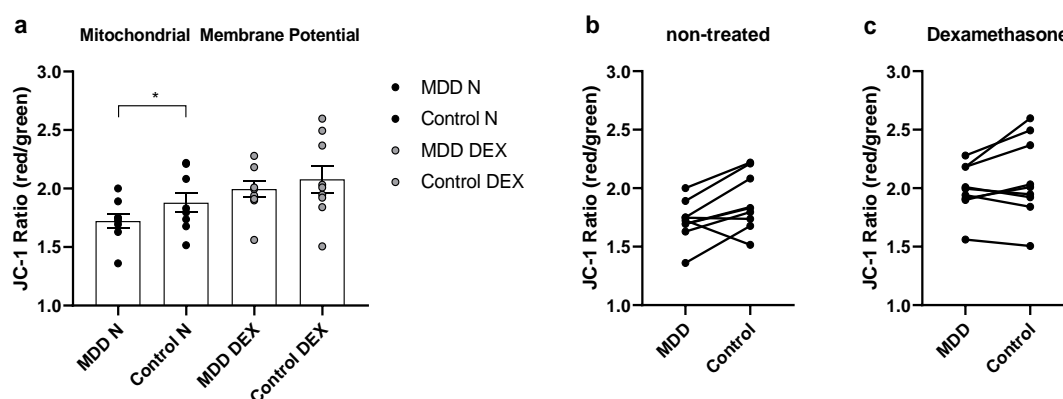 a
Mitochondrial Membrane Potential
JC-1 Ratio (red/green)
3.0
2.5
2.0
1.5
1.0
*
MDD N
Control N
MDD DEX
Control DEX
MDD N
Control N
MDD DEX
Control DEX
b
non-treated
JC-1 Ratio (red/green)
3.0
2.5
2.0
1.5
1.0
MDD
Control
c
Dexamethasone
JC-1 Ratio (red/green)
3.0
2.5
2.0
1.5
1.0
MDD
Control